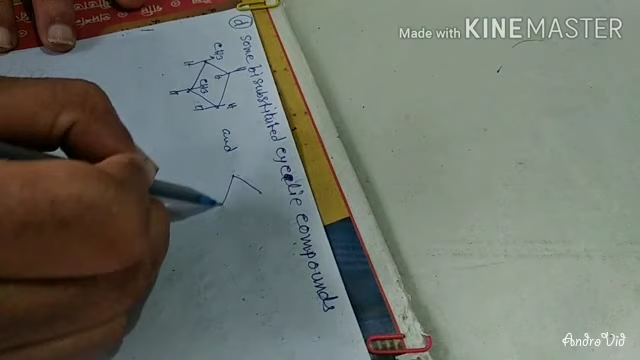 Made with KINEMASTER
(d) Some bisubstituted cyclic compounds
CH3
H
CH3
H
H
and
AndroVid